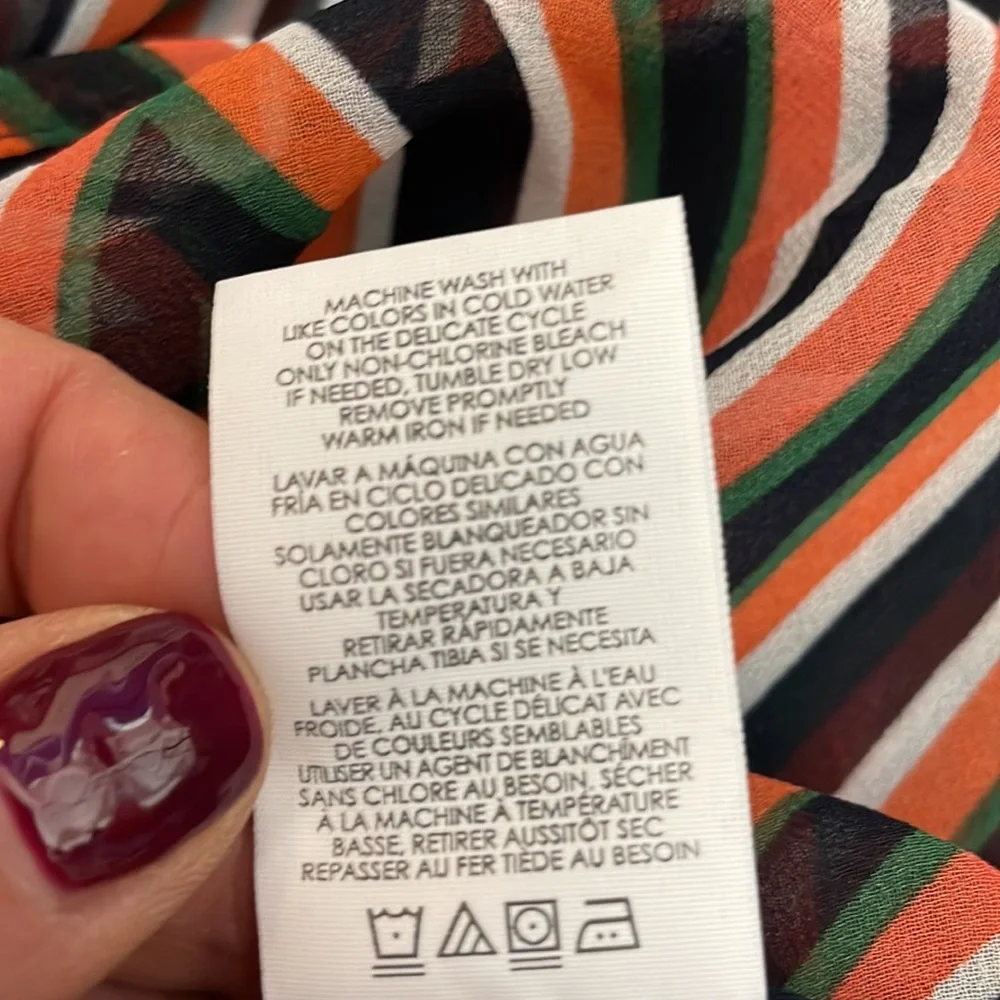 MACHINE WASH WITH
LIKE COLORS IN COLD WATER
ON THE DELICATE CYCLE
ONLY NON-CHLORINE BLEACH
IF NEEDED, TUMBLE DRY LOW
REMOVE PROMPTLY
WARM IRON IF NEEDED
LAVAR A MÁQUINA CON AGUA
FRÍA EN CICLO DELICADO CON
COLORES SIMILARES
SOLAMENTE BLANQUEADOR SIN
CLORO SI FUERA NECESARIO
USAR LA SECADORA A BAJA
TEMPERATURA Y
RETIRAR RÁPIDAMENTE
PLANCHA TIBIA SI SE NECESITA
LAVER À LA MACHINE À L'EAU
FROIDE, AU CYCLE DÉLICAT AVEC
DE COULEURS SEMBLABLES
UTILISER UN AGENT DE BLANCHÎMENT
SANS CHLORE AU BESOIN, SÉCHER
À LA MACHINE À TEMPÉRATURE
BASSE, RETIRER AUSSITÔT SEC
REPASSER AU FER TIÈDE AU BESOIN